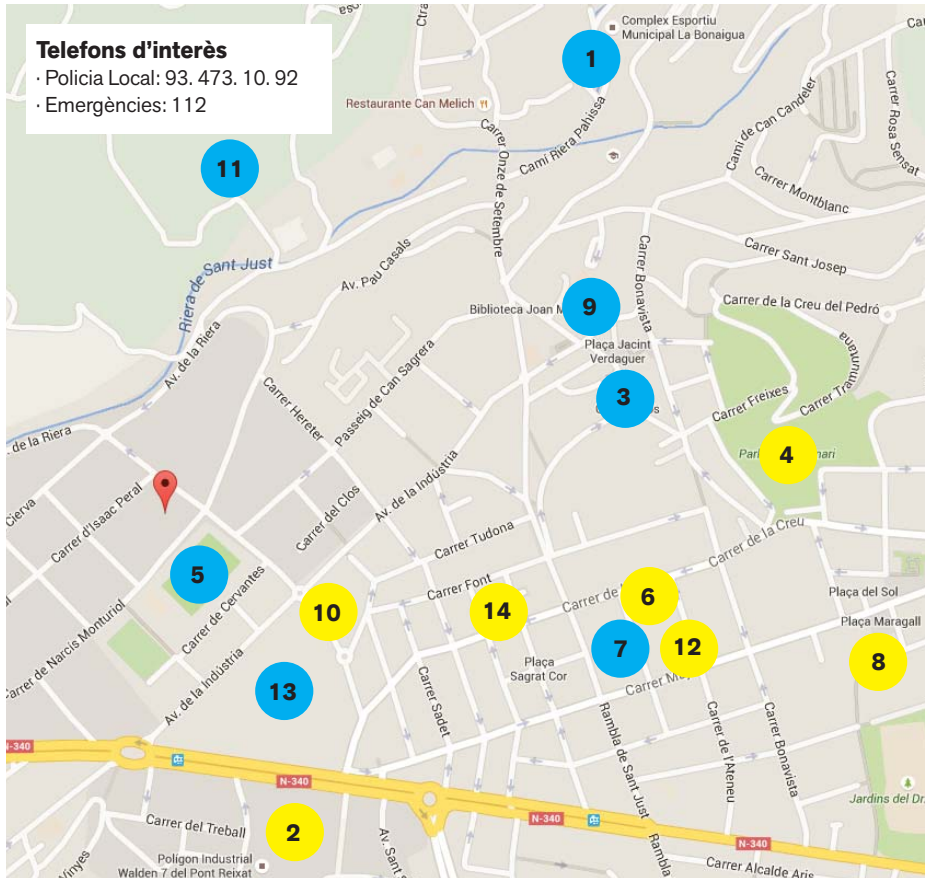 Telefons d'interès
· Policia Local: 93. 473. 10. 92
· Emergències: 112
Ctra
Complex Esportiu
Municipal La Bonaigua
1
Restaurante Can Melich
Carrer Onze de Setembre
Camí Riera Pahissa
Camí de Can Candeler
Carrer Rosa Sensat
Carrer Montblanc
11
Riera de Sant Just
Av. Pau Casals
Carrer Bonavista
Carrer Sant Josep
Carrer de la Creu del Pedró
Biblioteca Joan
9
Plaça Jacint
Verdaguer
Av. de la Riera
Passeig de Can Sagrera
Carrer Hereter
3
Carrer Freixes
Carrer Tramuntana
4
de la Riera
Cierva
Carrer d'Isaac Peral
Carrer del Clos
Av. de la Indústria
Carrer Tudona
Carrer de la Creu
5
Carrer de Cervantes
Carrer Font
Carrer de
6
Plaça del Sol
10
14
Plaça Maragall
Carrer de Narcís Monturiol
7
12
8
Plaça
Sagrat Cor
Av. de la Indústria
13
Carrer Sadet
Carrer
Rambla de Sant Just
Carrer de l'Ateneu
Carrer Bonavista
N-340
N-340
Jardins del Dr
2
Carrer del Treball
N-340
N-340
Vinyes
Polígon Industrial
Walden 7 del Pont Reixat
Av. Sant
Rambla
Carrer Alcalde Aris